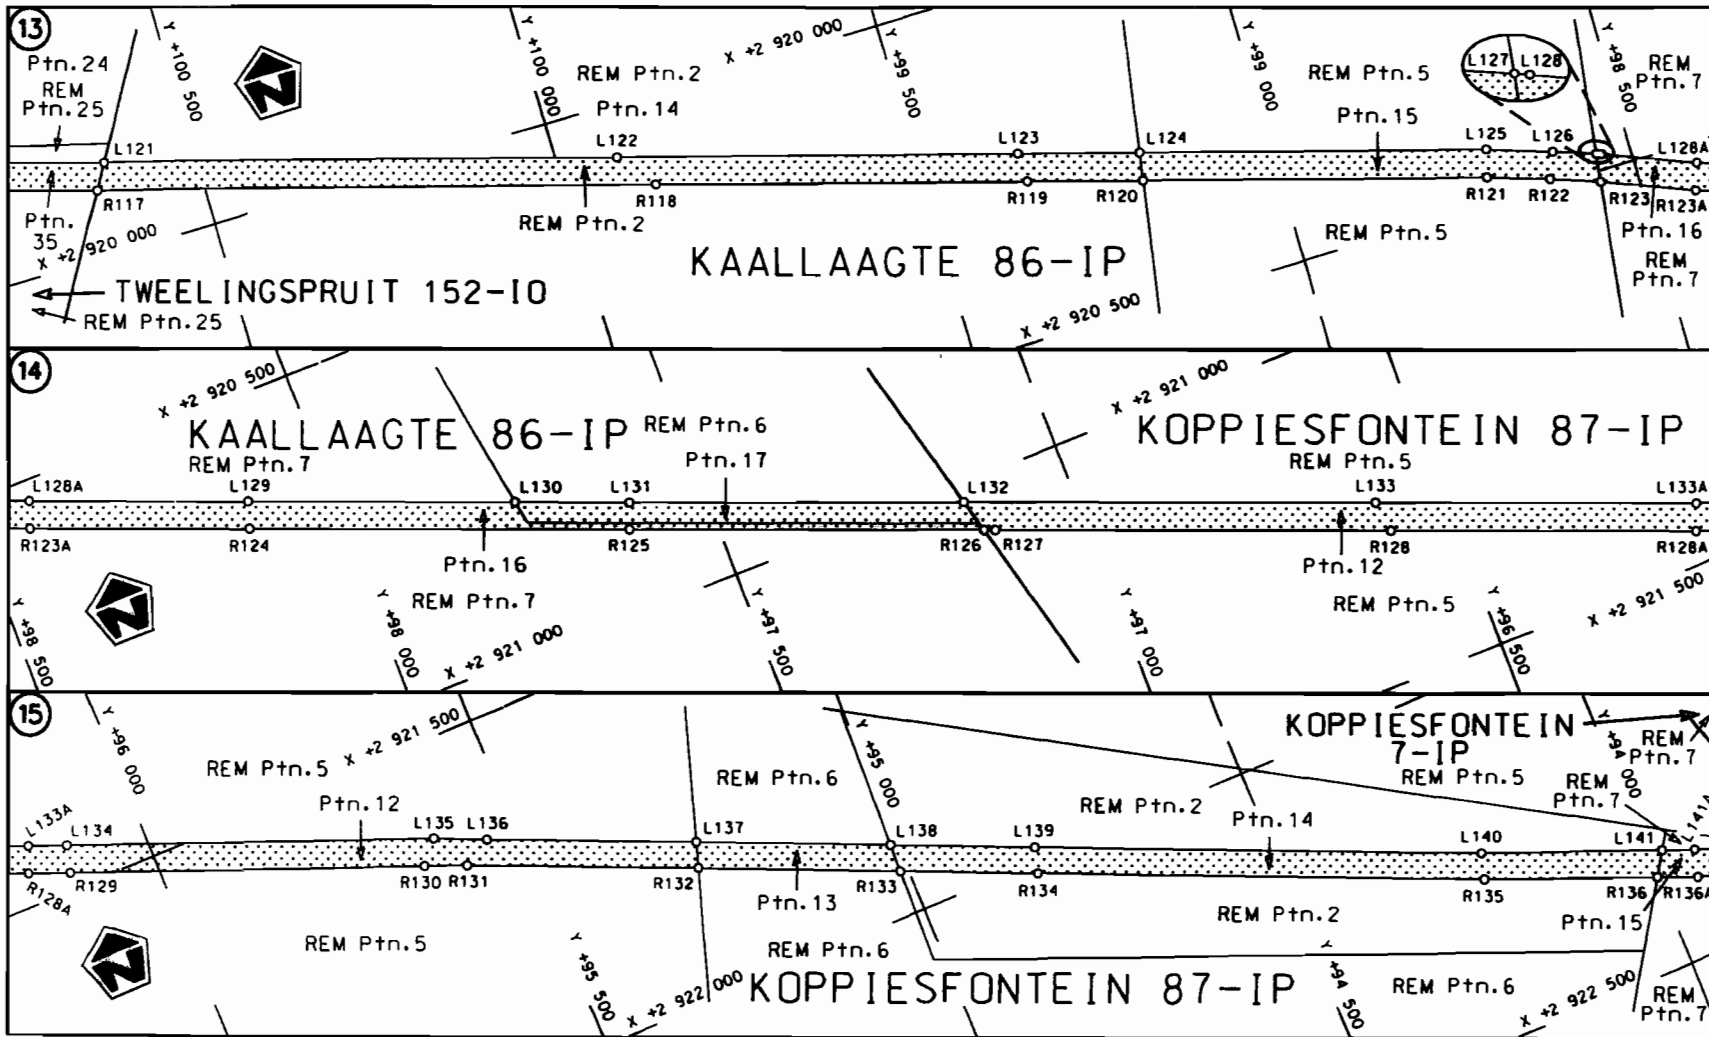 13
Ptn.24
REM
Ptn.25
Y +100 500
Y +100 000
X +2 920 000
REM Ptn.2
Ptn.14
Y +99 500
Y +99 000
REM Ptn.5
Ptn.15
L127
L128
Y +98 500
REM
Ptn.7
L121
L122
L123
L124
L125
L126
L128A
R117
R118
R119
R120
R121
R122
R123
R123A
Ptn.
35
X +2 920 000
REM Ptn.2
KAALLAAGTE 86-IP
REM Ptn.5
Ptn.16
REM
Ptn.7
TWEELINGSPRUIT 152-IO
REM Ptn.25
X +2 920 500
14
X +2 920 500
KAALLAAGTE 86-IP
REM Ptn.7
REM Ptn.6
Ptn.17
X +2 921 000
KOPPIESFONTEIN 87-IP
REM Ptn.5
L128A
L129
L130
L131
L132
L133
L133A
R123A
R124
R125
R126
R127
R128
R128A
Ptn.16
REM Ptn.7
Ptn.12
REM Ptn.5
Y +98 500
Y +98 000
X +2 921 000
Y +97 500
Y +97 000
Y +96 500
X +2 921 500
15
Y +96 000
REM Ptn.5
X +2 921 500
Ptn.12
REM Ptn.6
Y +95 000
REM Ptn.2
Ptn.14
KOPPIESFONTEIN
7-IP
REM Ptn.5
Y +94 000
REM
Ptn.7
REM
Ptn.7
L133A
L134
L135
L136
L137
L138
L139
L140
L141
L141A
R128A
R129
R130
R131
R132
R133
R134
R135
R136
R136A
Ptn.13
REM Ptn.2
Ptn.15
REM Ptn.5
REM Ptn.6
Y +95 500
X +2 922 000
KOPPIESFONTEIN 87-IP
Y +94 500
REM Ptn.6
X +2 922 500
REM
Ptn.7